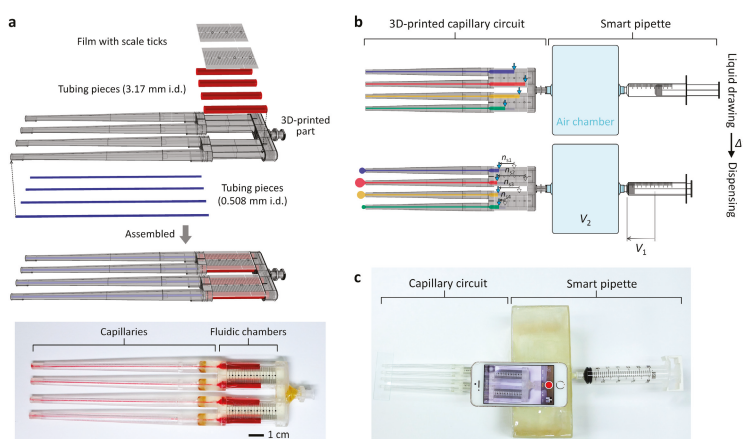 a
Film with scale ticks
Tubing pieces (3.17 mm i.d.)
3D-printed
part
Tubing pieces
(0.508 mm i.d.)
Assembled
Capillaries
Fluidic chambers
1 cm
b
3D-printed capillary circuit
Smart pipette
Air chamber
Liquid drawing
Δ
Dispensing
n_s1
n_s3
V₂
V₁
c
Capillary circuit
Smart pipette